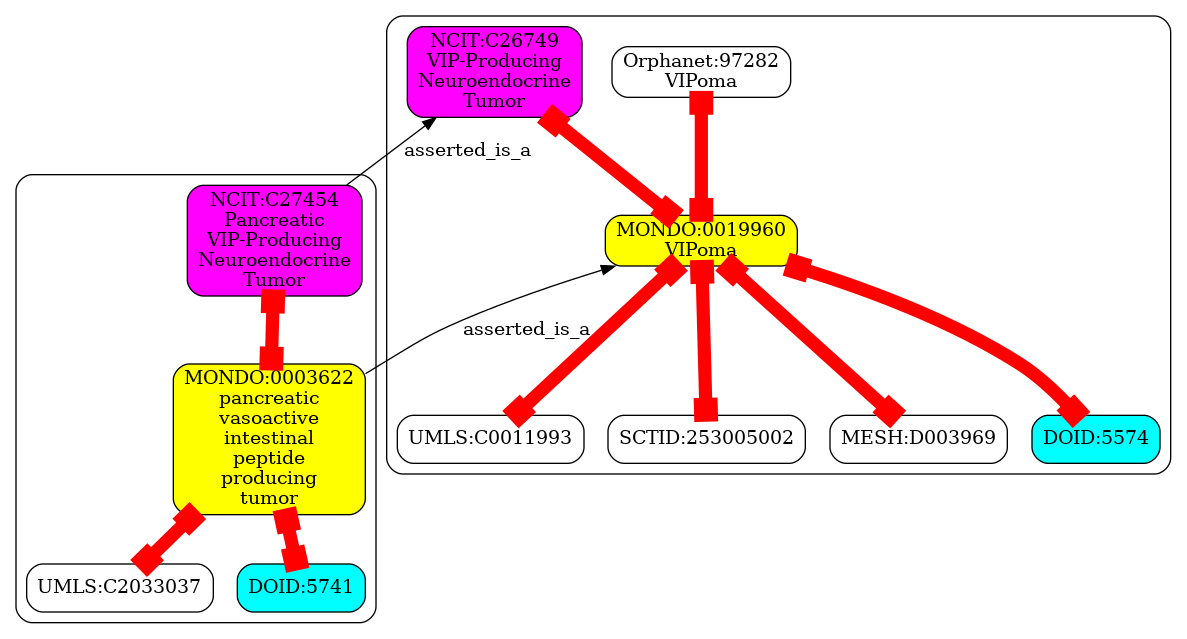 NCIT:C26749
VIP-Producing
Neuroendocrine
Tumor
Orphanet:97282
VIPoma
asserted_is_a
NCIT:C27454
Pancreatic
VIP-Producing
Neuroendocrine
Tumor
MONDO:0019960
VIPoma
asserted_is_a
MONDO:0003622
pancreatic
vasoactive
intestinal
peptide
producing
tumor
UMLS:C0011993
SCTID:253005002
MESH:D003969
DOID:5574
UMLS:C2033037
DOID:5741